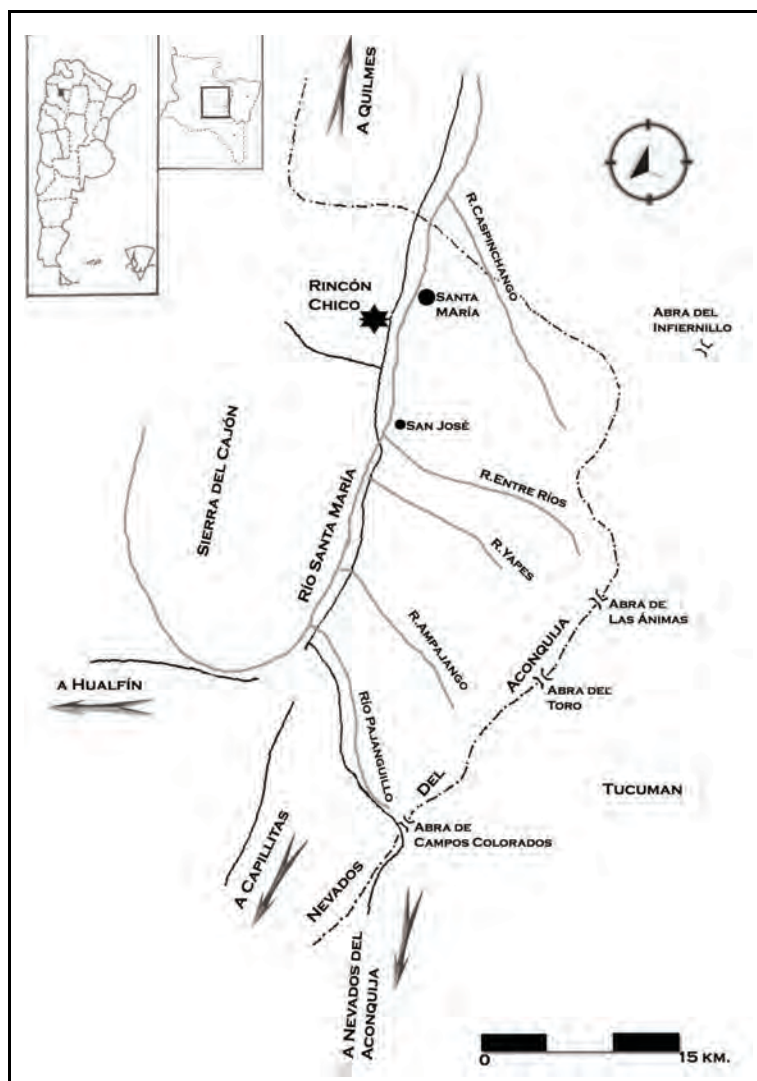 A QUILMES
R.CASPINCHANGO
RINCÓN
CHICO
SANTA
MARÍA
ABRA DEL
INFIERNILLO
SAN JOSÉ
SIERRA DEL CAJÓN
RÍO SANTA MARÍA
R.ENTRE RÍOS
R.YAPES
ABRA DE
LAS ÁNIMAS
R.AMPAJANGO
ACONQUIJA
A HUALFÍN
ABRA DEL
TORO
RÍO PAJANGUILLO
DEL
TUCUMAN
ABRA DE
CAMPOS COLORADOS
A CAPILLITAS
NEVADOS
A NEVADOS DEL
ACONQUIJA
0
15 KM.